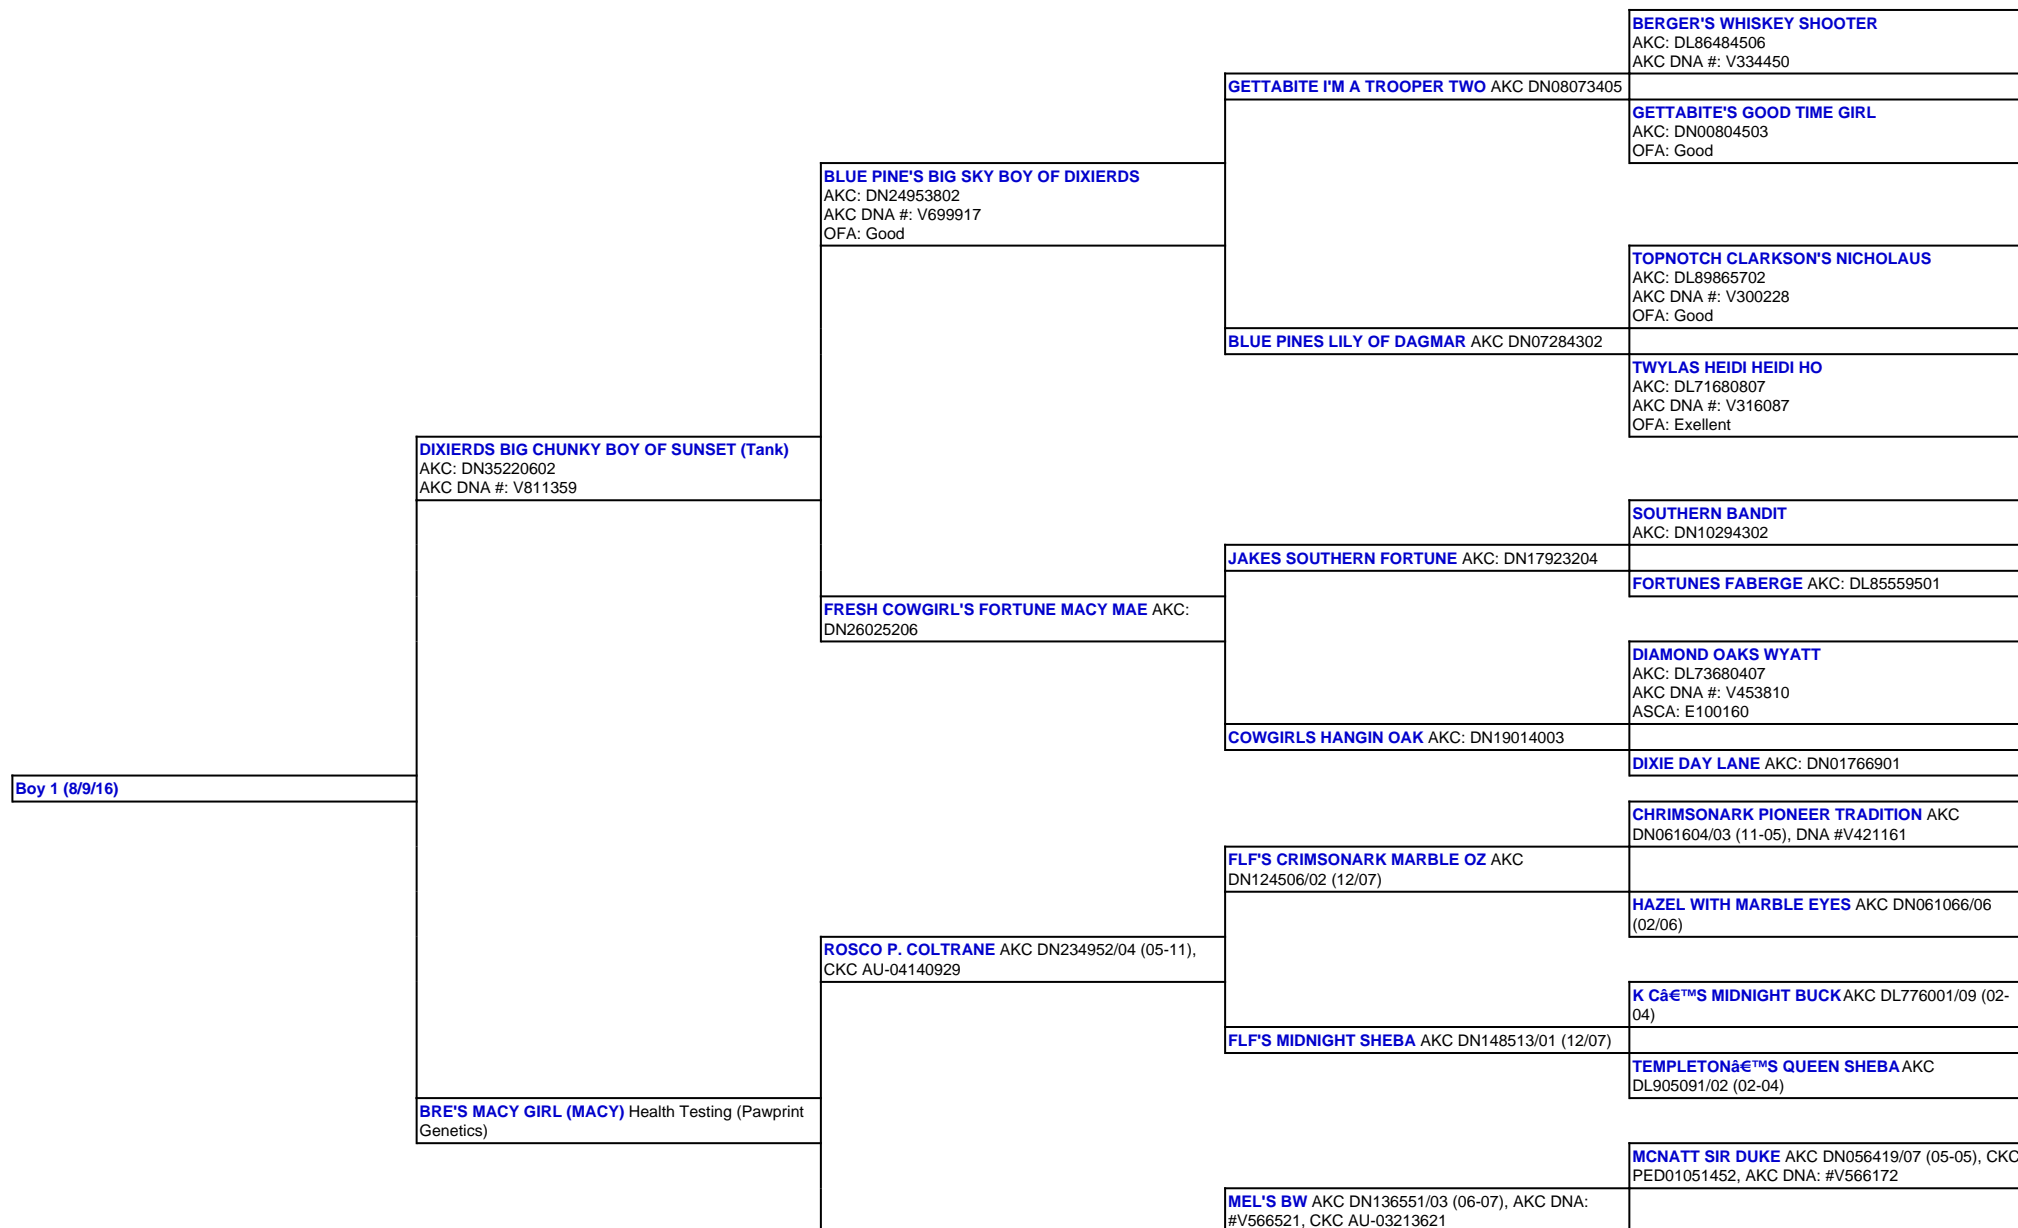 BERGER'S WHISKEY SHOOTER
AKC: DL86484506
AKC DNA #: V334450
GETTABITE I'M A TROOPER TWO AKC DN08073405
GETTABITE'S GOOD TIME GIRL
AKC: DN00804503
OFA: Good
BLUE PINE'S BIG SKY BOY OF DIXIERDS
AKC: DN24953802
AKC DNA #: V699917
OFA: Good
TOPNOTCH CLARKSON'S NICHOLAUS
AKC: DL89865702
AKC DNA #: V300228
OFA: Good
BLUE PINES LILY OF DAGMAR AKC DN07284302
TWYLAS HEIDI HEIDI HO
AKC: DL71680807
AKC DNA #: V316087
OFA: Exellent
DIXIERDS BIG CHUNKY BOY OF SUNSET (Tank)
AKC: DN35220602
AKC DNA #: V811359
SOUTHERN BANDIT
AKC: DN10294302
JAKES SOUTHERN FORTUNE AKC: DN17923204
FORTUNES FABERGE AKC: DL85559501
FRESH COWGIRL'S FORTUNE MACY MAE AKC:
DN26025206
DIAMOND OAKS WYATT
AKC: DL73680407
AKC DNA #: V453810
ASCA: E100160
COWGIRLS HANGIN OAK AKC: DN19014003
DIXIE DAY LANE AKC: DN01766901
Boy 1 (8/9/16)
CHRIMSONARK PIONEER TRADITION AKC
DN061604/03 (11-05), DNA #V421161
FLF'S CRIMSONARK MARBLE OZ AKC
DN124506/02 (12/07)
HAZEL WITH MARBLE EYES AKC DN061066/06
(02/06)
ROSCO P. COLTRANE AKC DN234952/04 (05-11),
CKC AU-04140929
K Câ€™S MIDNIGHT BUCK AKC DL776001/09 (02-
04)
FLF'S MIDNIGHT SHEBA AKC DN148513/01 (12/07)
TEMPLETONâ€™S QUEEN SHEBA AKC
DL905091/02 (02-04)
BRE'S MACY GIRL (MACY) Health Testing (Pawprint
Genetics)
MCNATT SIR DUKE AKC DN056419/07 (05-05), CKC
PED01051452, AKC DNA: #V566172
MEL'S BW AKC DN136551/03 (06-07), AKC DNA:
#V566521, CKC AU-03213621